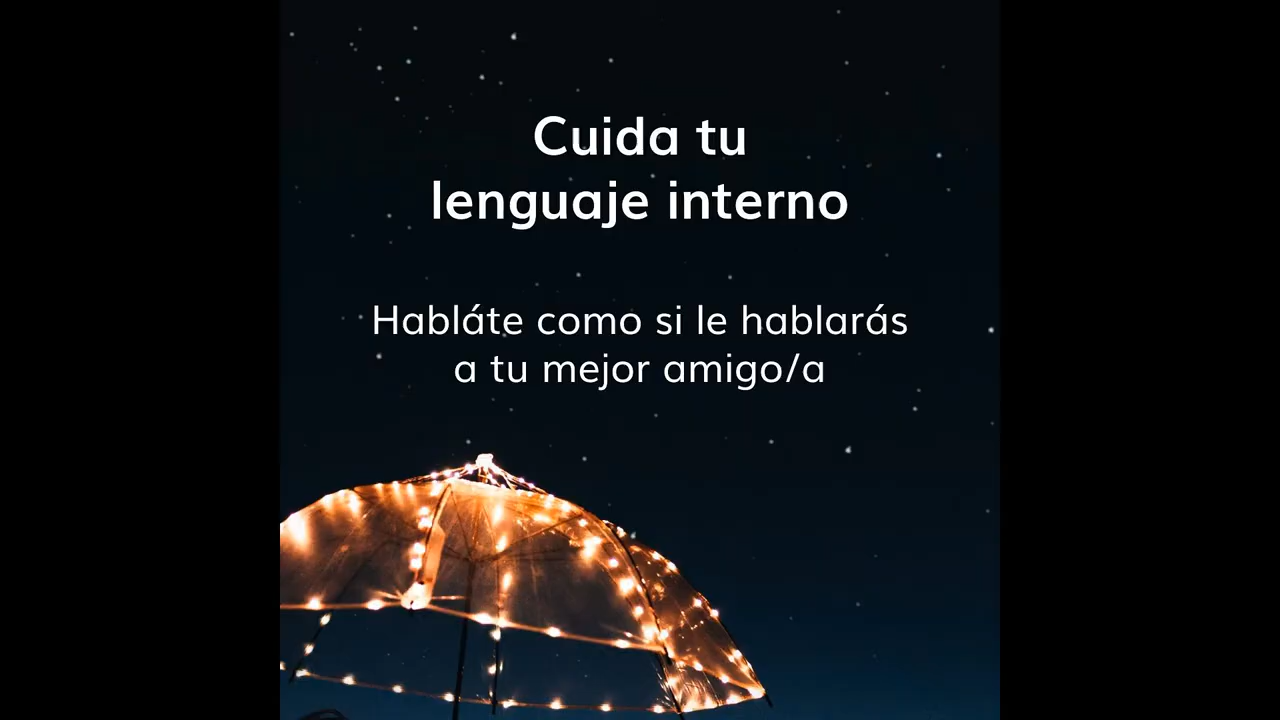 Cuida tu
lenguaje interno
Habláte como si le hablarás
a tu mejor amigo/a